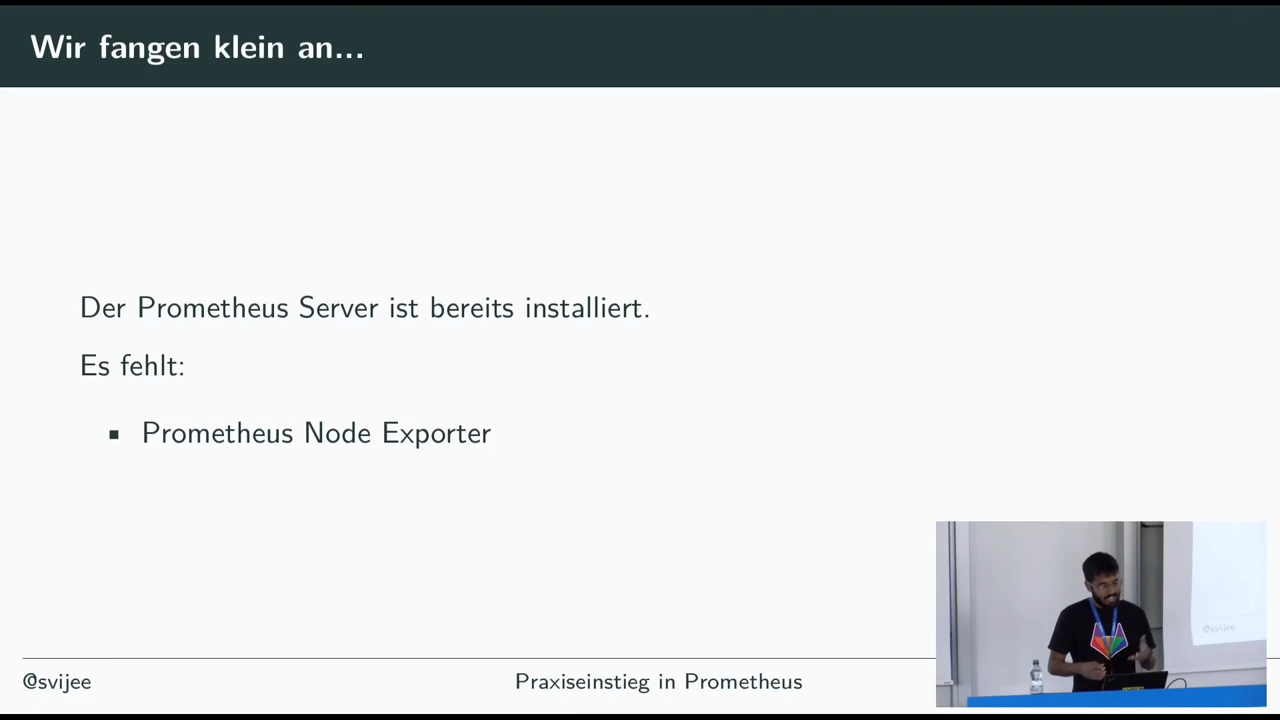 Wir fangen klein an...
Der Prometheus Server ist bereits installiert.
Es fehlt:
▪ Prometheus Node Exporter
@svijee
@svijee Praxiseinstieg in Prometheus